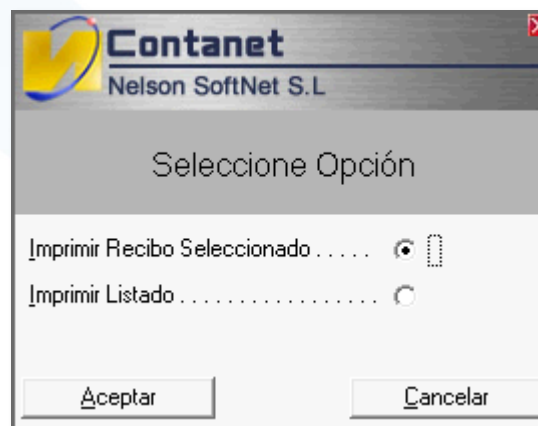 Contanet
Nelson SoftNet S.L
Seleccione Opción
Imprimir Recibo Seleccionado . . . . .
Imprimir Listado . . . . . . . . . . . . . . . . .
Aceptar Cancelar